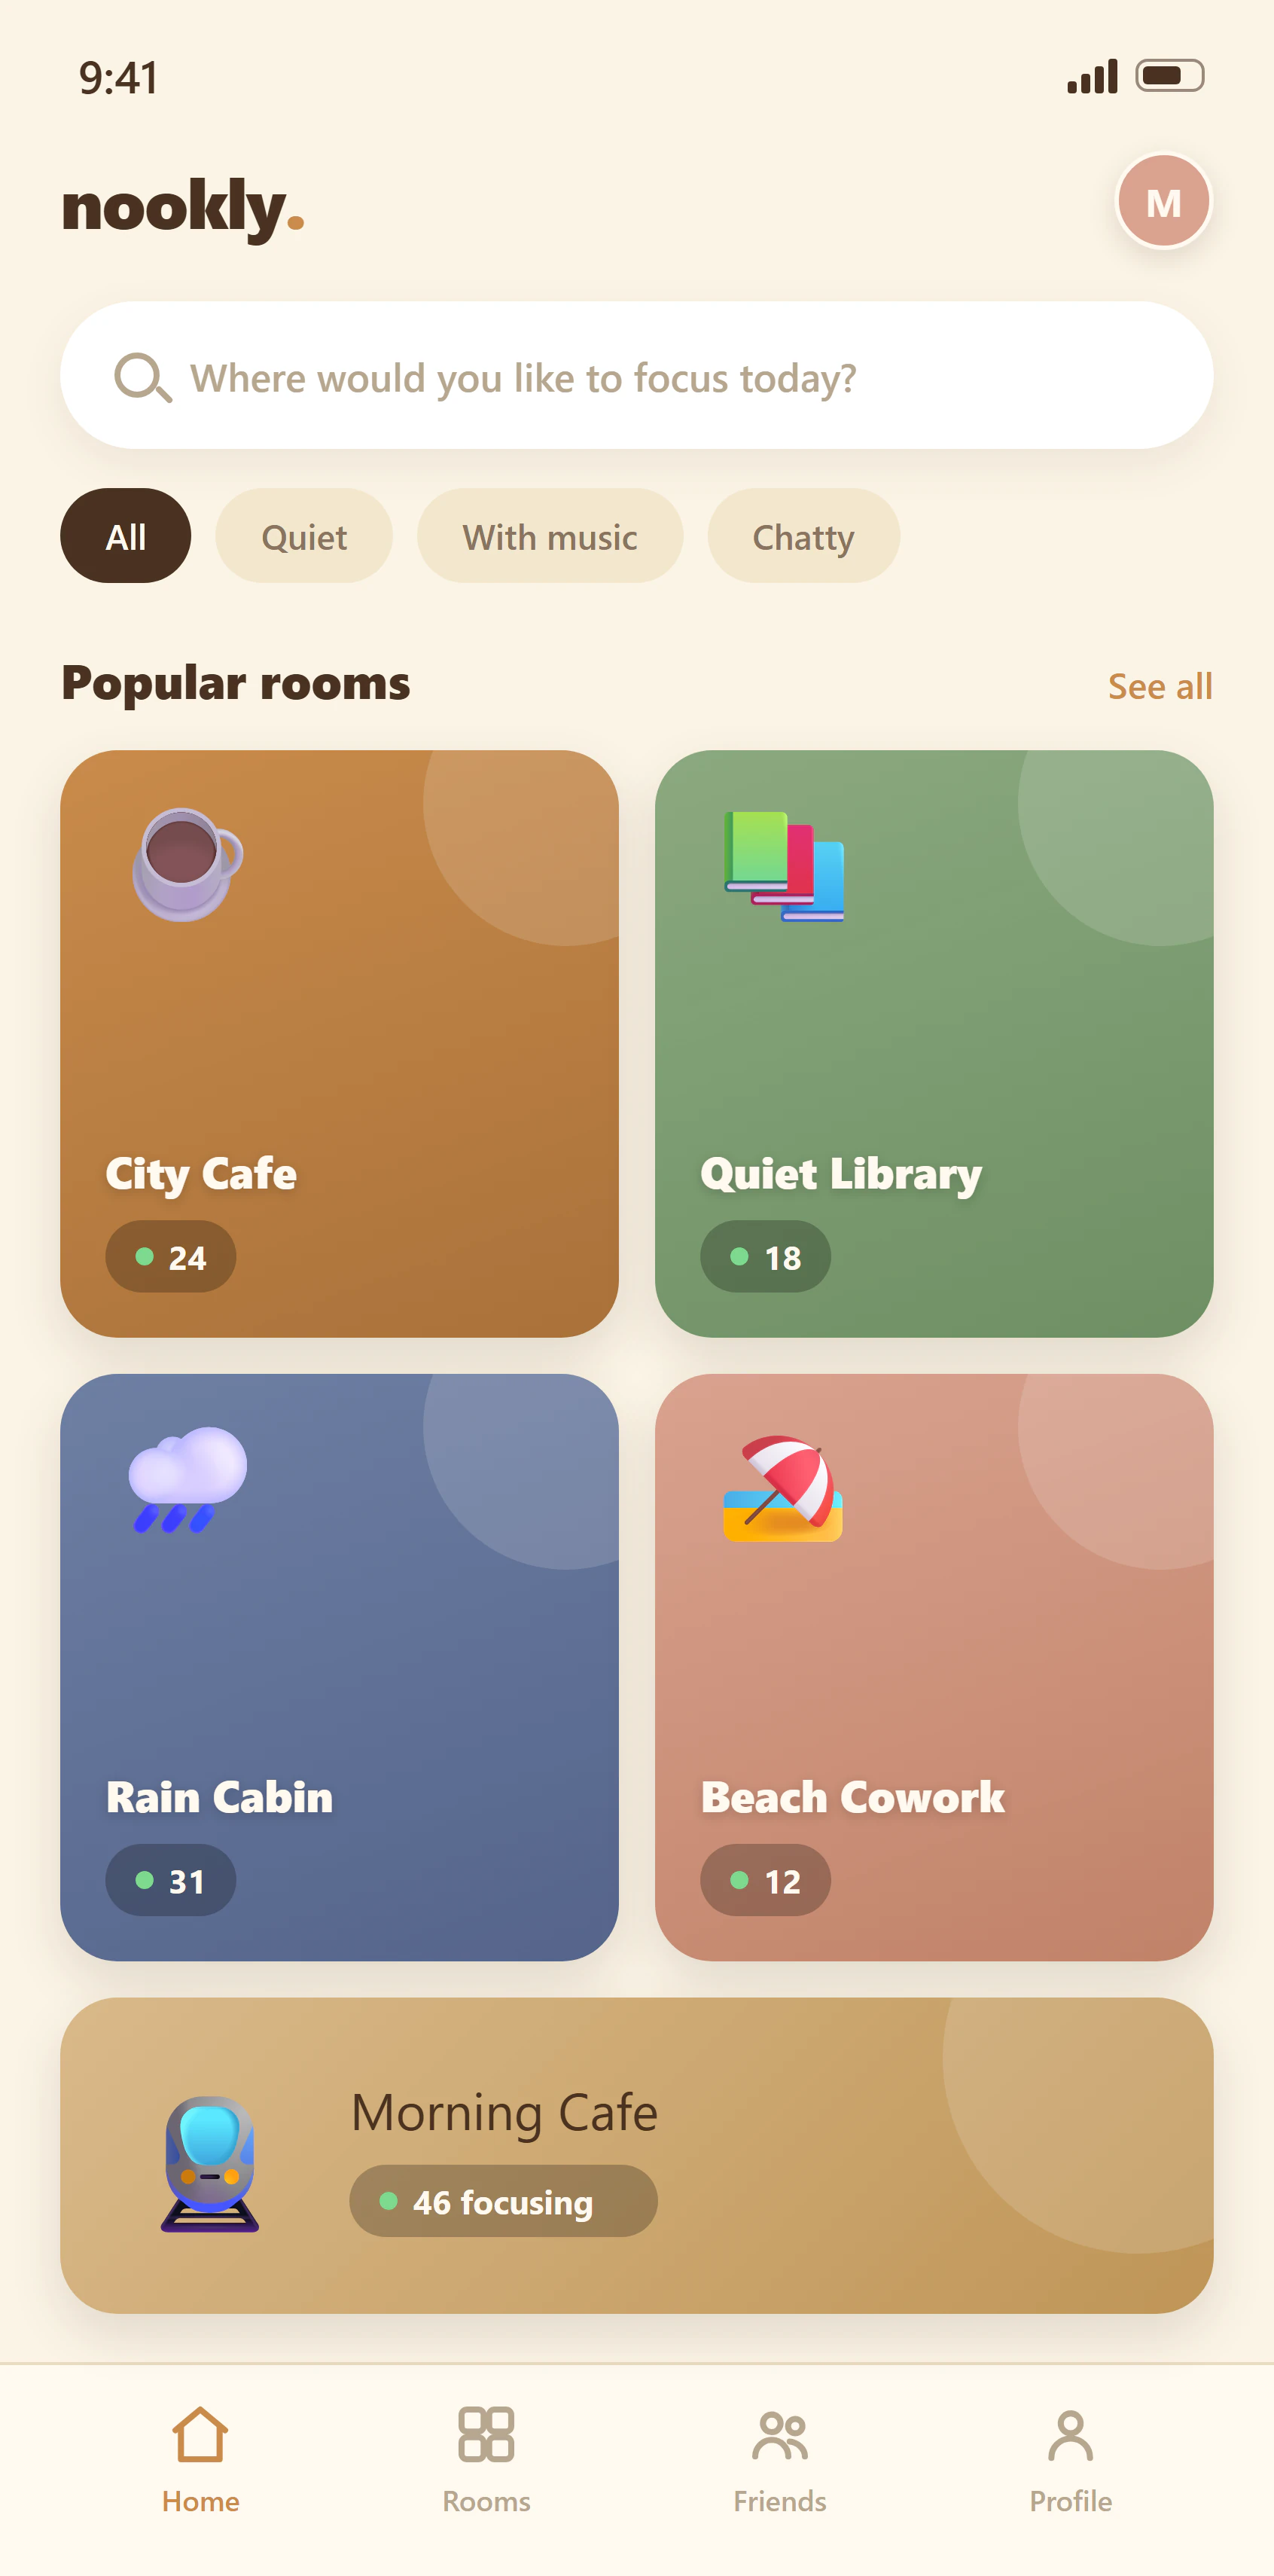 9:41
nookly.
M
Where would you like to focus today?
All
Quiet
With music
Chatty
Popular rooms
See all
City Cafe
24
Quiet Library
18
Rain Cabin
31
Beach Cowork
12
Morning Cafe
46 focusing
Home
Rooms
Friends
Profile